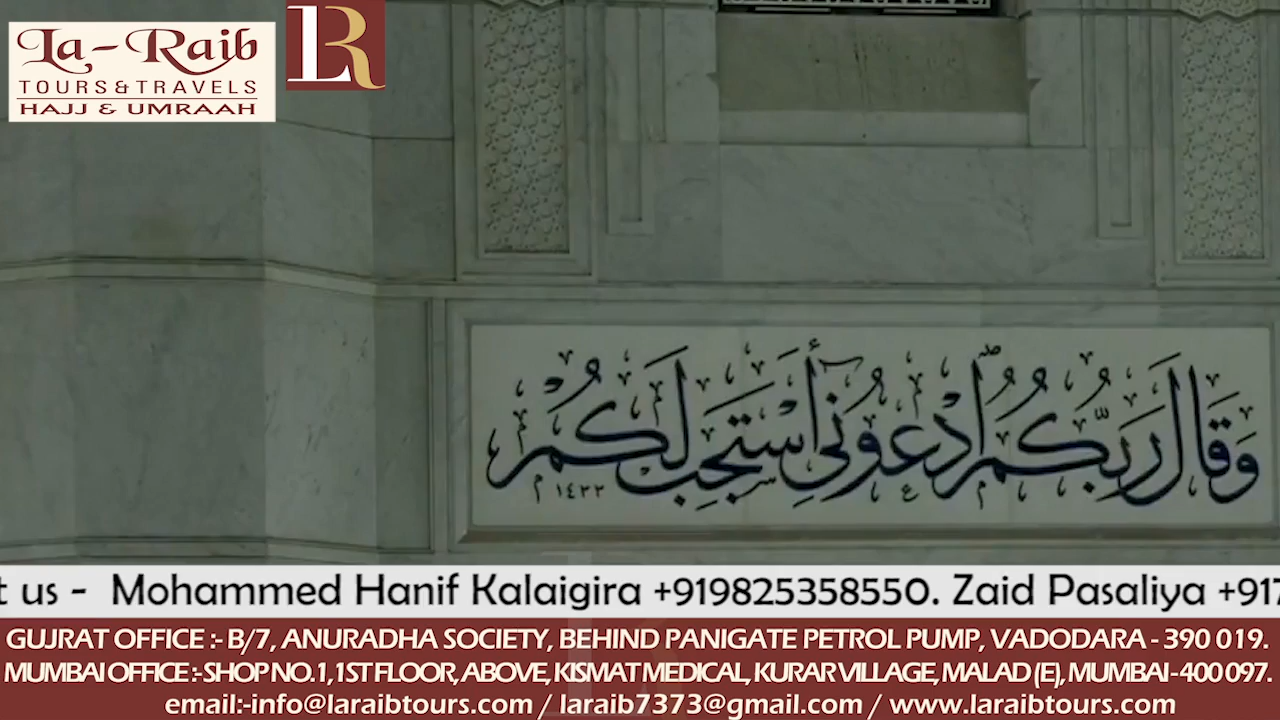 La-Raib
TOURS & TRAVELS
HAJJ & UMRAAH
LR
وَقَالَ رَبُّكُمُ ادْعُونِي أَسْتَجِبْ لَكُمْ
١٤٣٣
t us - Mohammed Hanif Kalaigira +919825358550. Zaid Pasaliya +917
GUJRAT OFFICE :- B/7, ANURADHA SOCIETY, BEHIND PANIGATE PETROL PUMP, VADODARA - 390 019.
MUMBAI OFFICE :- SHOP NO. 1, 1ST FLOOR, ABOVE, KISMAT MEDICAL, KURAR VILLAGE, MALAD (E), MUMBAI - 400 097.
email:-info@laraibtours.com / laraib7373@gmail.com / www.laraibtours.com